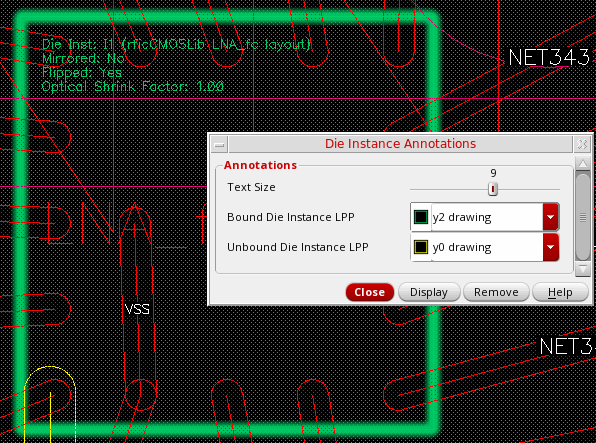 Die Inst: I1 (rficCMOSLib LNA_fc layout)
Mirrored: No
Flipped: Yes
Optical Shrink Factor: 1.00
NET343
Die Instance Annotations
Annotations
9
Text Size
Bound Die Instance LPP
y2 drawing
Unbound Die Instance LPP
y0 drawing
Close
Display
Remove
Help
VSS
NET3